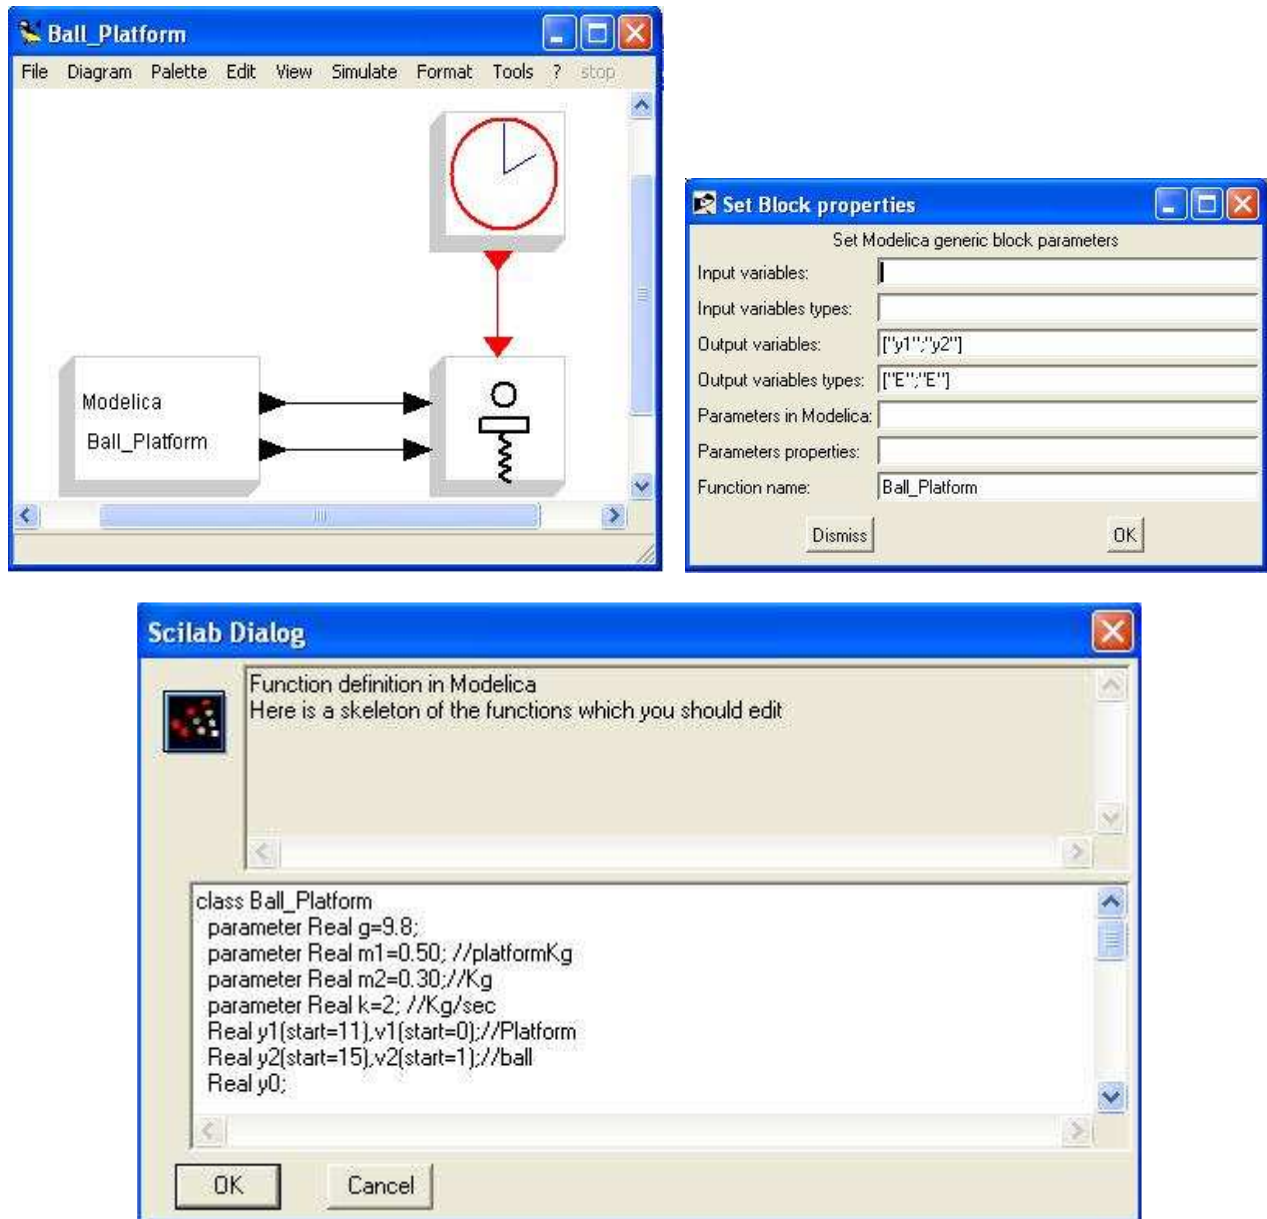 Ball_Platform
File Diagram Palette Edit View Simulate Format Tools ? stop
Modelica
Ball_Platform
Set Block properties
Set Modelica generic block parameters
Input variables:
Input variables types:
Output variables: ["y1";"y2"]
Output variables types: ["E";"E"]
Parameters in Modelica:
Parameters properties:
Function name: Ball_Platform
Dismiss OK
Scilab Dialog
Function definition in Modelica
Here is a skeleton of the functions which you should edit
class Ball_Platform
parameter Real g=9.8;
parameter Real m1=0.50; //platformKg
parameter Real m2=0.30;//Kg
parameter Real k=2; //Kg/sec
Real y1(start=11),v1(start=0);//Platform
Real y2(start=15),v2(start=1);//ball
Real y0;
OK Cancel